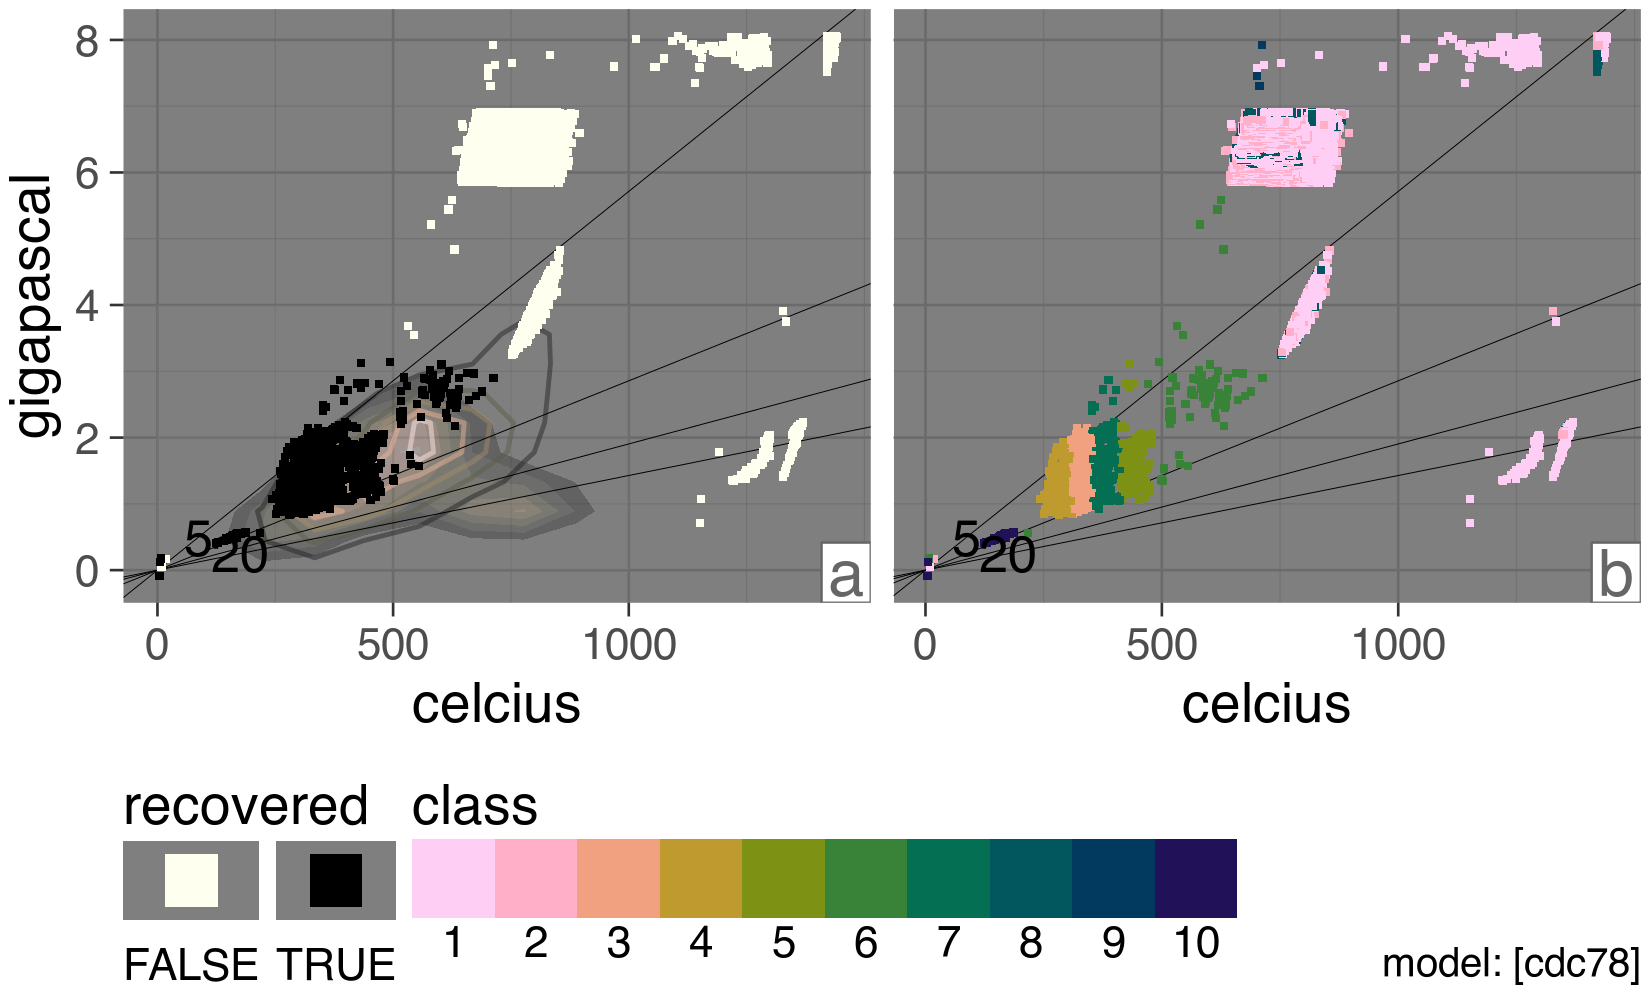 gigapascal
8
6
4
2
0
5
20
a
5
20
b
0 500 1000
0 500 1000
celcius
celcius
recovered
class
FALSE TRUE
1 2 3 4 5 6 7 8 9 10
model: [cdc78]